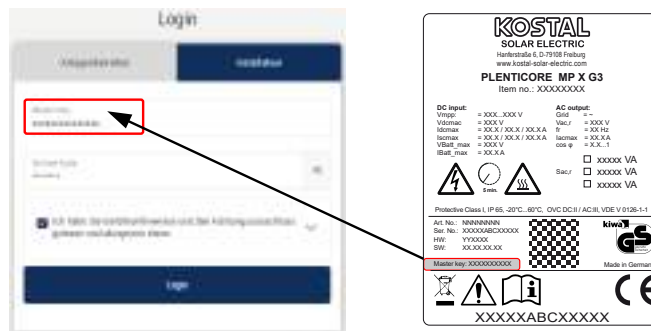 Login
Installateur
Login
KOSTAL
SOLAR ELECTRIC
Hanferstraße 6, D-79108 Freiburg
www.kostal-solar-electric.com
PLENTICORE MP X G3
Item no.: XXXXXXXX
DC input:
Vmpp: = XXX...XXX V
Vdcmax = XXX V
Idcmax = XX.X / XX.X / XX.X A
Iscmax = XX.X / XX.X / XX.X A
VBatt_max = XXX V
IBatt_max = XX.X A
AC output:
Grid = ~
Vac,r = XXX V
fr = XX Hz
Iacmax = XX.X A
cos φ = X.X...1
Sac,r
xxxxx VA
xxxxx VA
xxxxx VA
5 min.
Protective Class I, IP 65, -20°C...60°C, OVC DC:II / AC:III, VDE V 0126-1-1
Art. No.: NNNNNNNN
Ser. No.: XXXXXABCXXXXX
HW: YYXXXX
SW: XX.XX.XX.XX
Master key: XXXXXXXXXX
kiwa
GS
Made in German
i
CE
XXXXXABCXXXXX